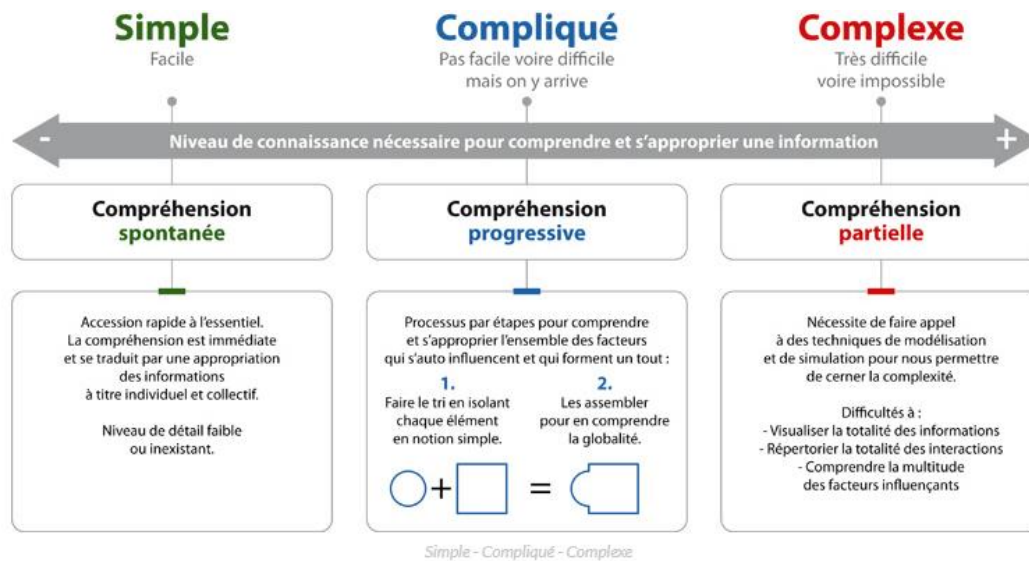 Simple
Facile
Compliqué
Pas facile voire difficile
mais on y arrive
Complexe
Très difficile
voire impossible
- Niveau de connaissance nécessaire pour comprendre et s'approprier une information +
Compréhension
spontanée
Compréhension
progressive
Compréhension
partielle
Accession rapide à l'essentiel.
La compréhension est immédiate
et se traduit par une appropriation
des informations
à titre individuel et collectif.
Niveau de détail faible
ou inexistant.
Processus par étapes pour comprendre
et s'approprier l'ensemble des facteurs
qui s'auto influencent et qui forment un tout :
1.
Faire le tri en isolant
chaque élément
en notion simple.
2.
Les assembler
pour en comprendre
la globalité.
+ =
Nécessite de faire appel
à des techniques de modélisation
et de simulation pour nous permettre
de cerner la complexité.
Difficultés à :
- Visualiser la totalité des informations
- Répertorier la totalité des interactions
- Comprendre la multitude
des facteurs influençants
Simple - Compliqué - Complexe